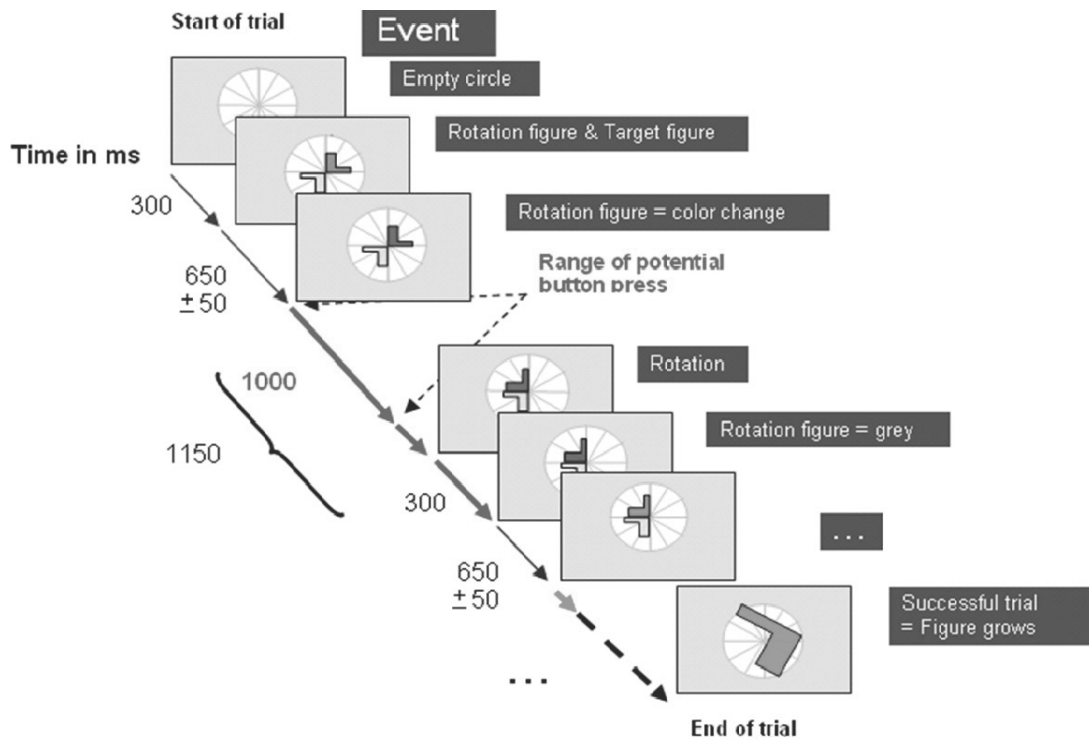 Start of trial
Event
Empty circle
Rotation figure & Target figure
Time in ms
300
Rotation figure = color change
650
±50
Range of potential
button press
Rotation
1000
Rotation figure = grey
1150
300
...
650
±50
Successful trial
= Figure grows
...
End of trial